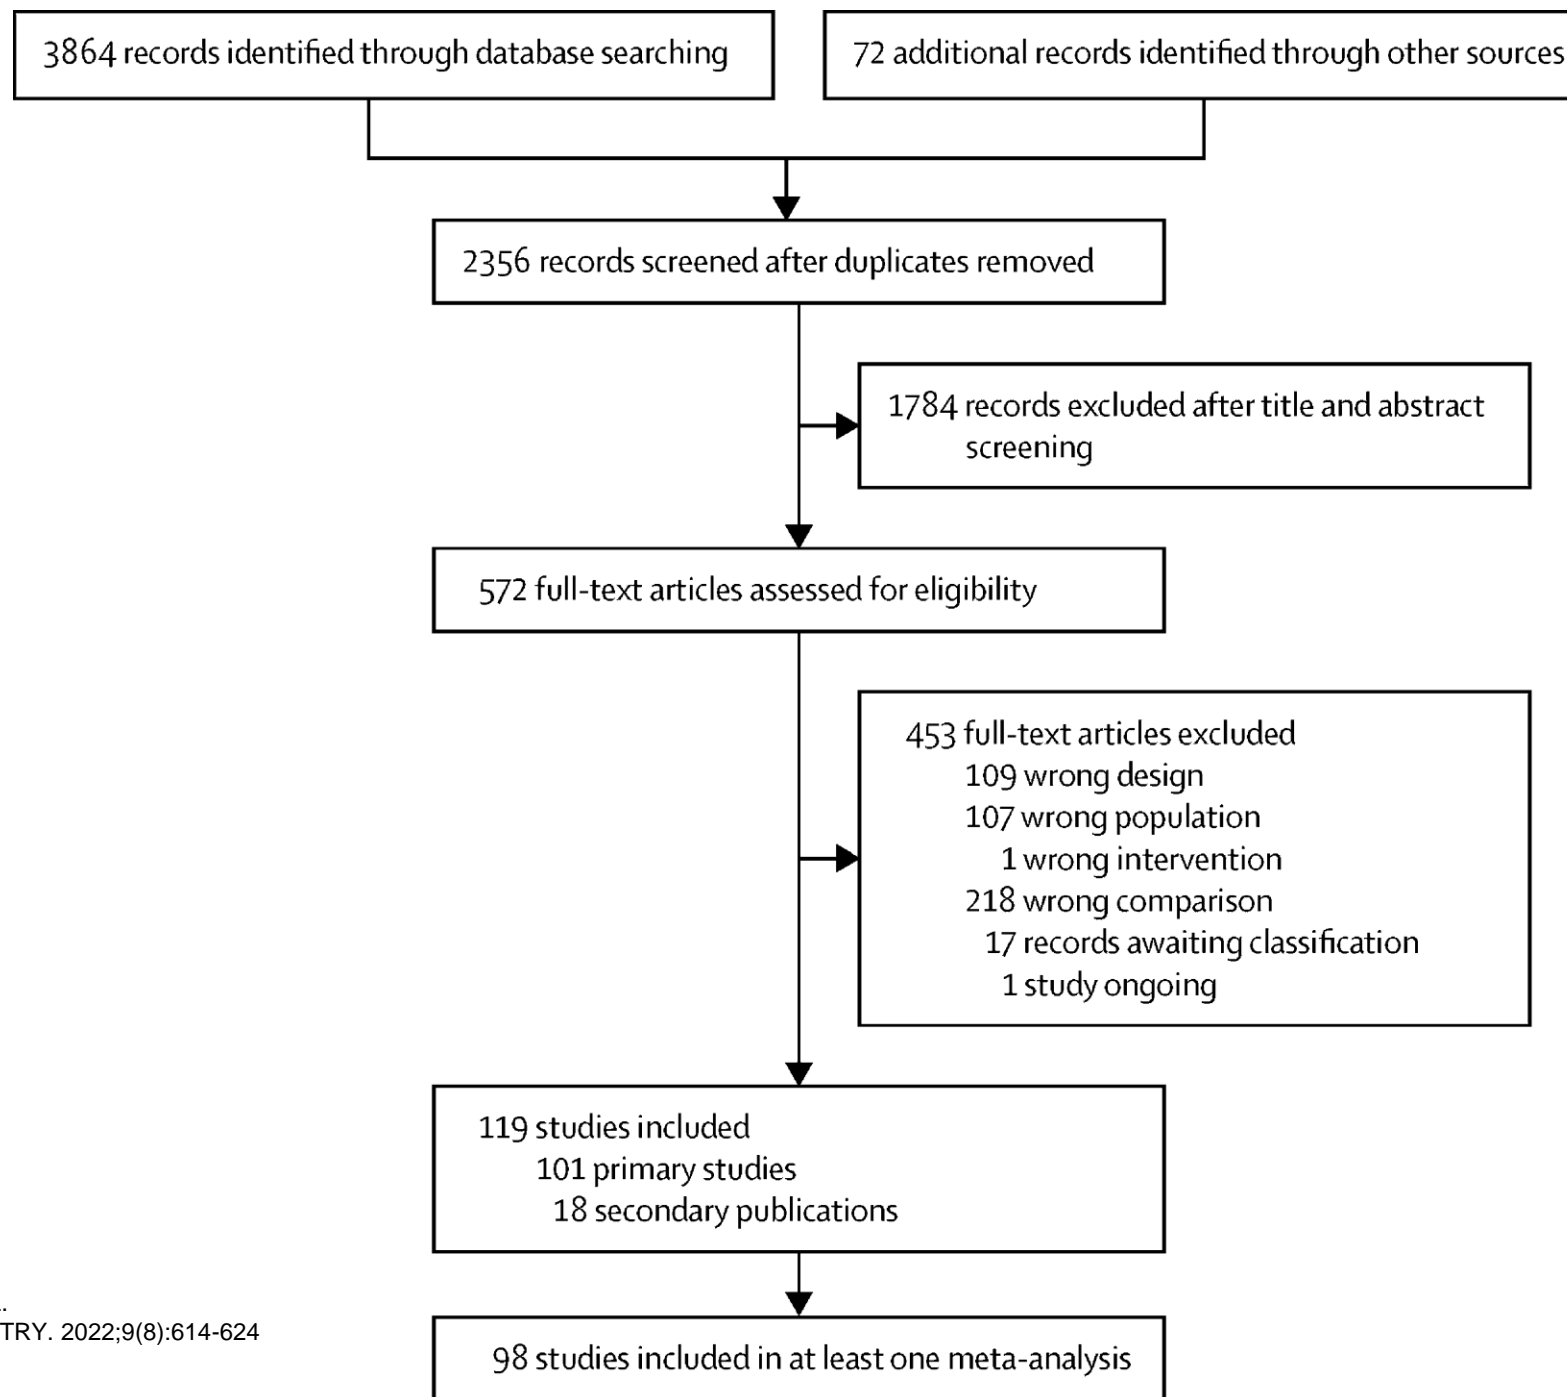 3864 records identified through database searching
72 additional records identified through other sources
2356 records screened after duplicates removed
1784 records excluded after title and abstract
screening
572 full-text articles assessed for eligibility
453 full-text articles excluded
109 wrong design
107 wrong population
1 wrong intervention
218 wrong comparison
17 records awaiting classification
1 study ongoing
119 studies included
101 primary studies
18 secondary publications
.
TRY. 2022;9(8):614-624
98 studies included in at least one meta-analysis